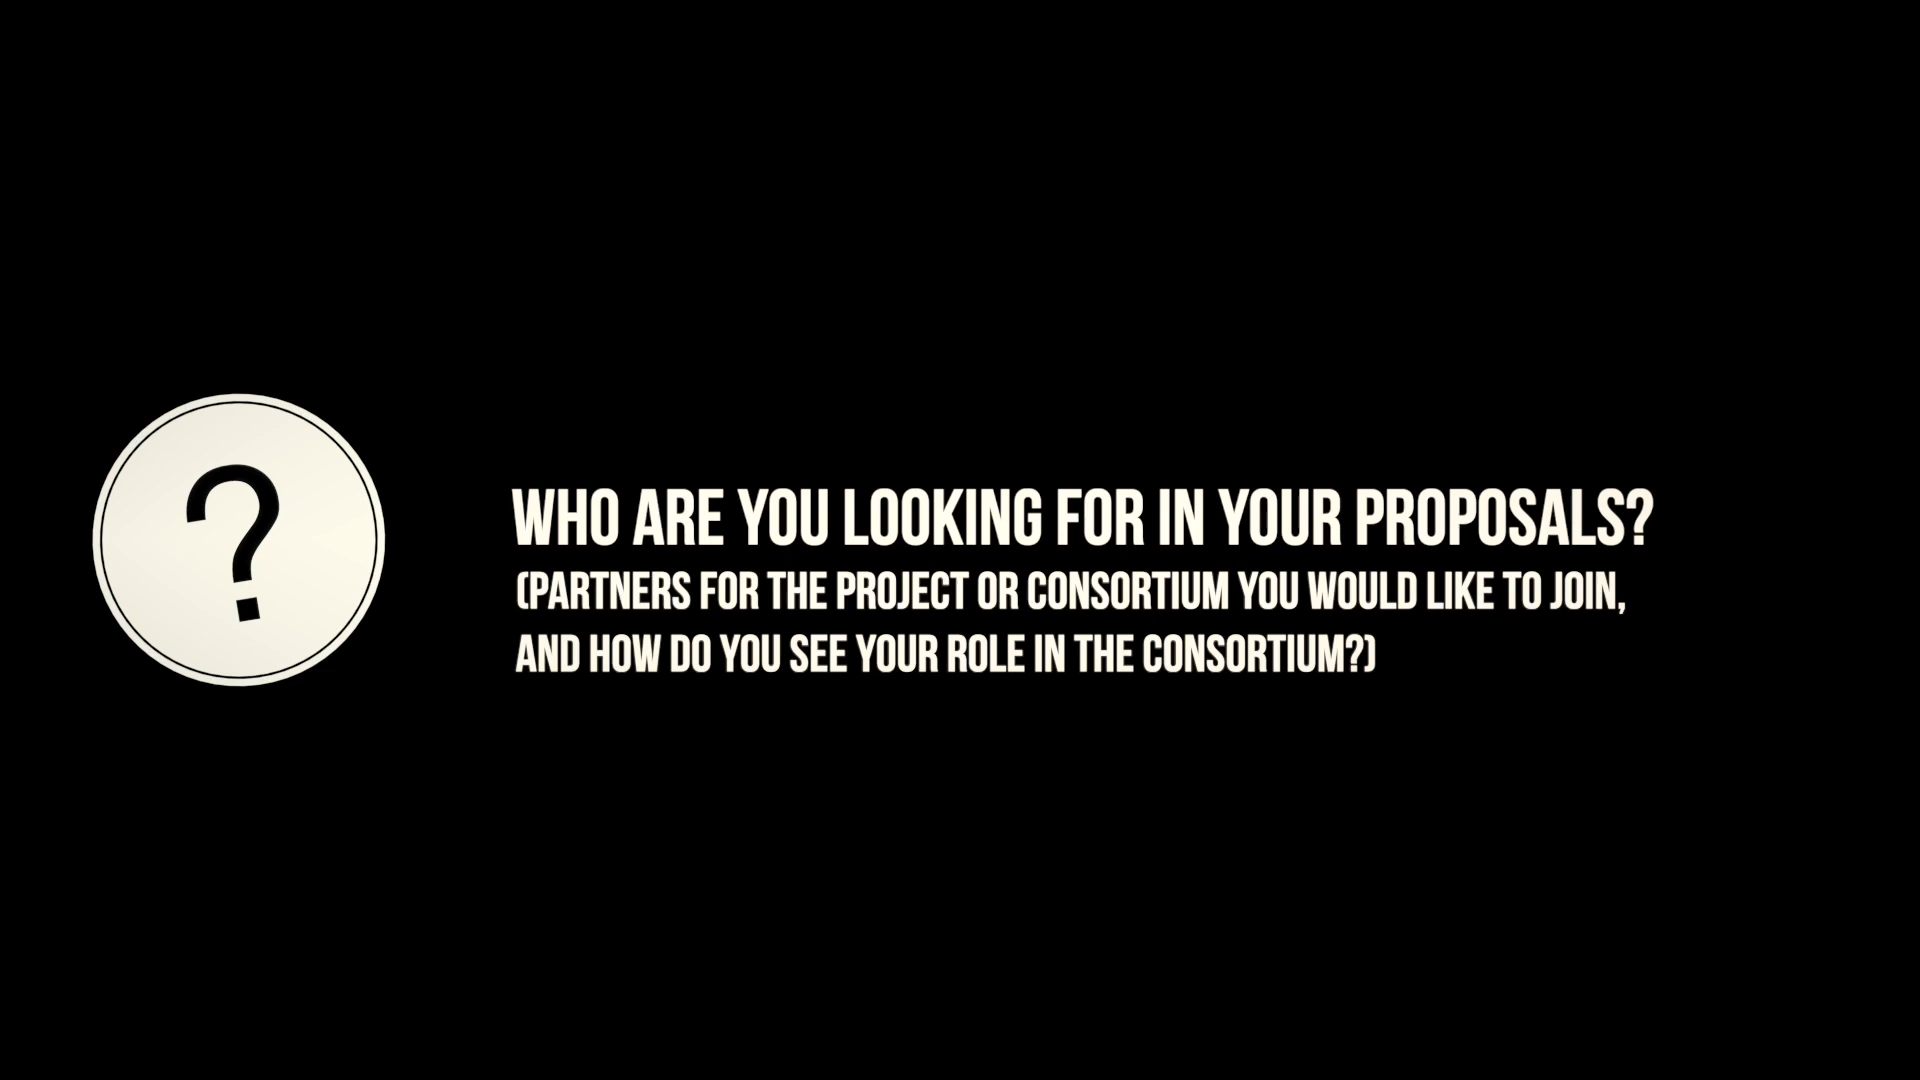 ?
WHO ARE YOU LOOKING FOR IN YOUR PROPOSALS?
(PARTNERS FOR THE PROJECT OR CONSORTIUM YOU WOULD LIKE TO JOIN,
AND HOW DO YOU SEE YOUR ROLE IN THE CONSORTIUM?)